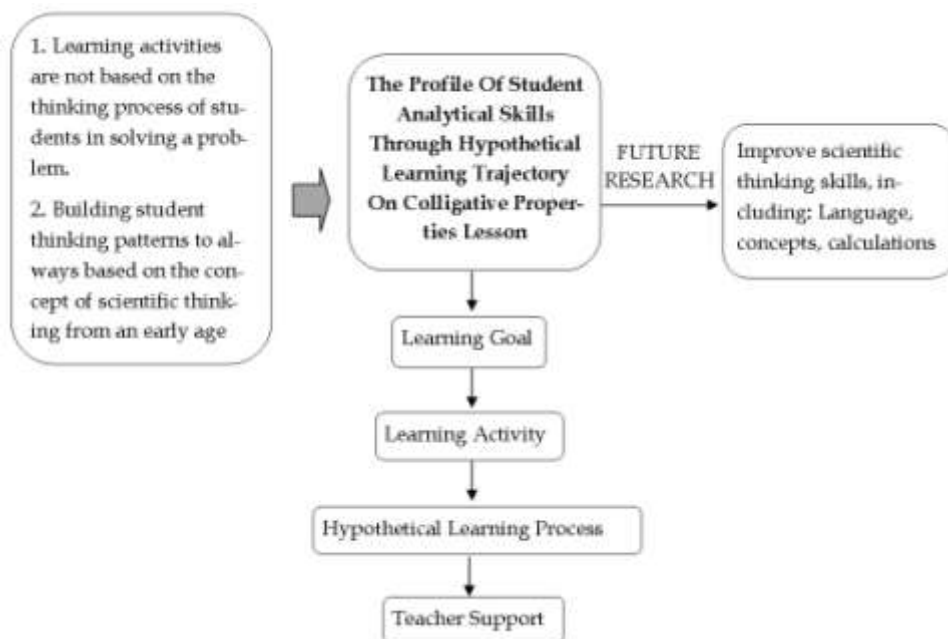 1. Learning activities
are not based on the
thinking process of stu-
dents in solving a prob-
lem.
2. Building student
thinking patterns to al-
ways based on the con-
cept of scientific think-
ing from an early age
The Profile Of Student
Analytical Skills
Through Hypothetical
Learning Trajectory
On Colligative Proper-
ties Lesson
FUTURE
RESEARCH
Improve scientific
thinking skills, in-
cluding: Language,
concepts, calculations
Learning Goal
Learning Activity
Hypothetical Learning Process
Teacher Support